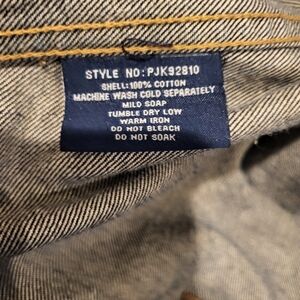 STYLE NO:PJK92810
SHELL:100% COTTON
MACHINE WASH COLD SEPARATELY
MILD SOAP
TUMBLE DRY LOW
WARM IRON
DO NOT BLEACH
DO NOT SOAK